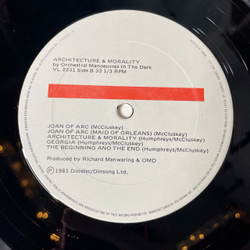 ARCHITECTURE & MORALITY
by Orchestral Manoeuvres In The Dark
VL 2231 Side B 33 1/3 RPM
JOAN OF ARC (McCluskey)
JOAN OF ARC (MAID OF ORLEANS) (McCluskey)
ARCHITECTURE & MORALITY (Humphreys/McCluskey)
GEORGIA (Humphreys/McCluskey)
THE BEGINNING AND THE END (Humphreys/McCluskey)
Produced by Richard Manwaring & OMD
℗ 1981 Dindisc/Dinsong Ltd.